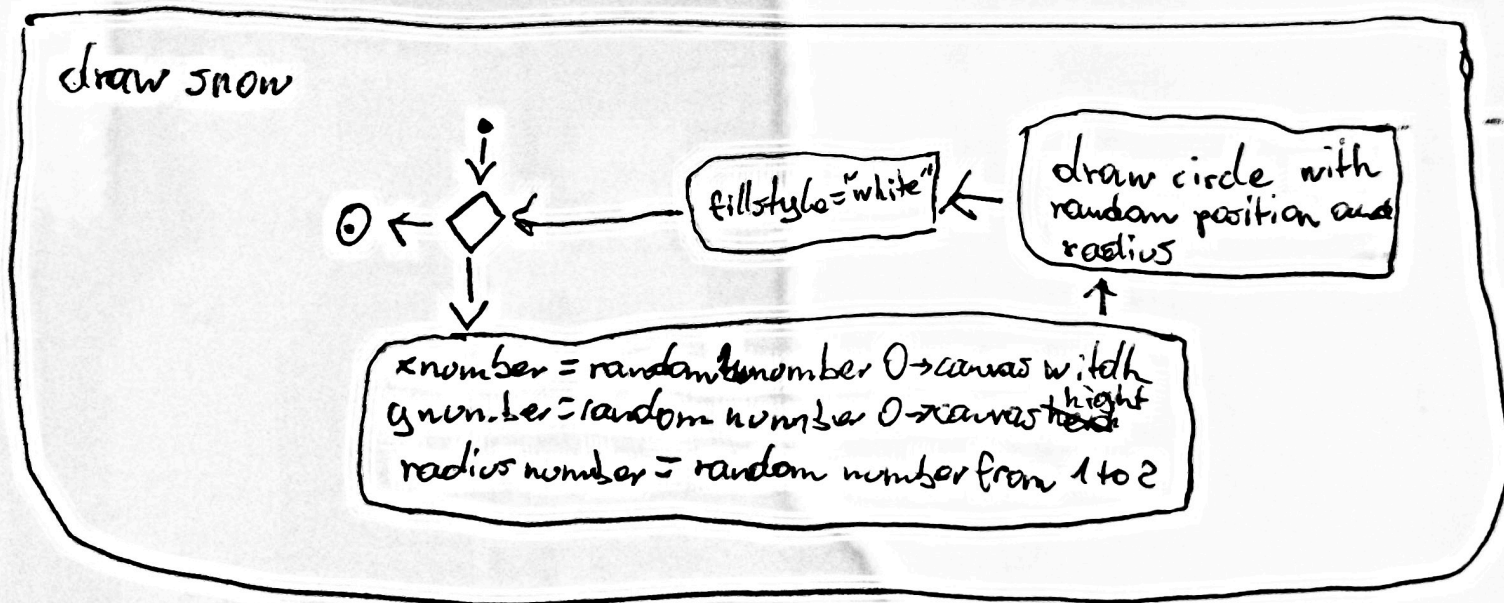 draw snow
fillstyle="white"
draw circle with
random position and
radius
xnumber = random number 0→canvas witdh
ynumber = random number 0→canvas hight
radius number = random number from 1 to 2